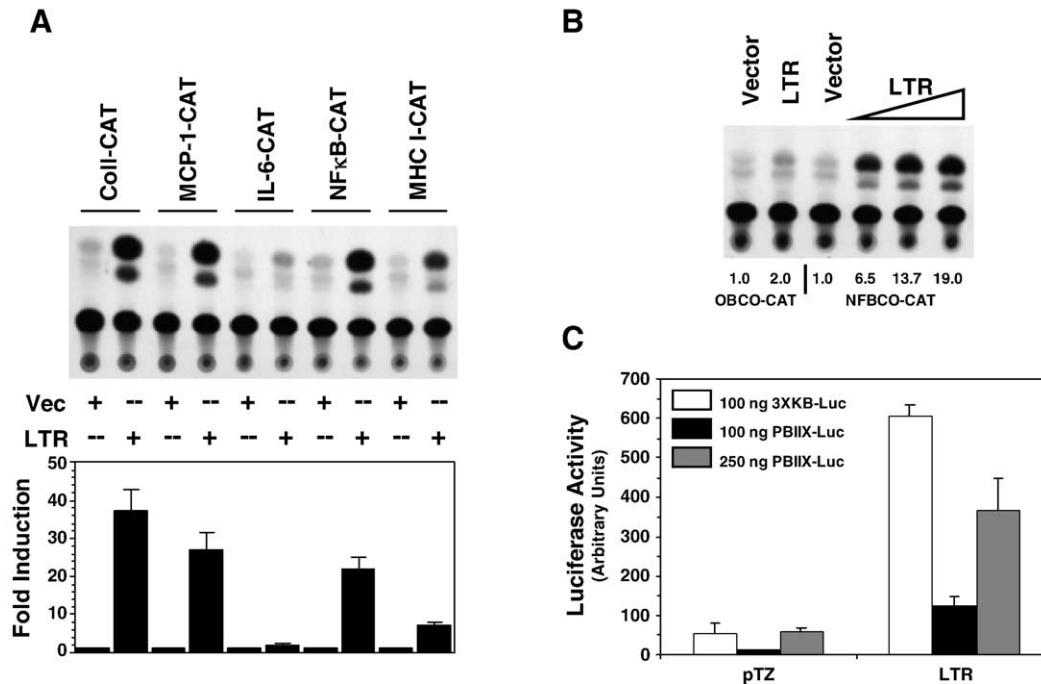 A
Coll-CAT
MCP-1-CAT
IL-6-CAT
NFκB-CAT
MHC I-CAT
Vec + -- + -- + -- + -- + --
LTR -- + -- + -- + -- + -- +
Fold Induction
50
40
30
20
10
0
B
Vector
LTR
Vector
LTR
1.0 2.0 1.0 6.5 13.7 19.0
OBCO-CAT NFBCO-CAT
C
Luciferase Activity
(Arbitrary Units)
700
600
500
400
300
200
100
0
100 ng 3XKB-Luc
100 ng PBIIX-Luc
250 ng PBIIX-Luc
pTZ LTR